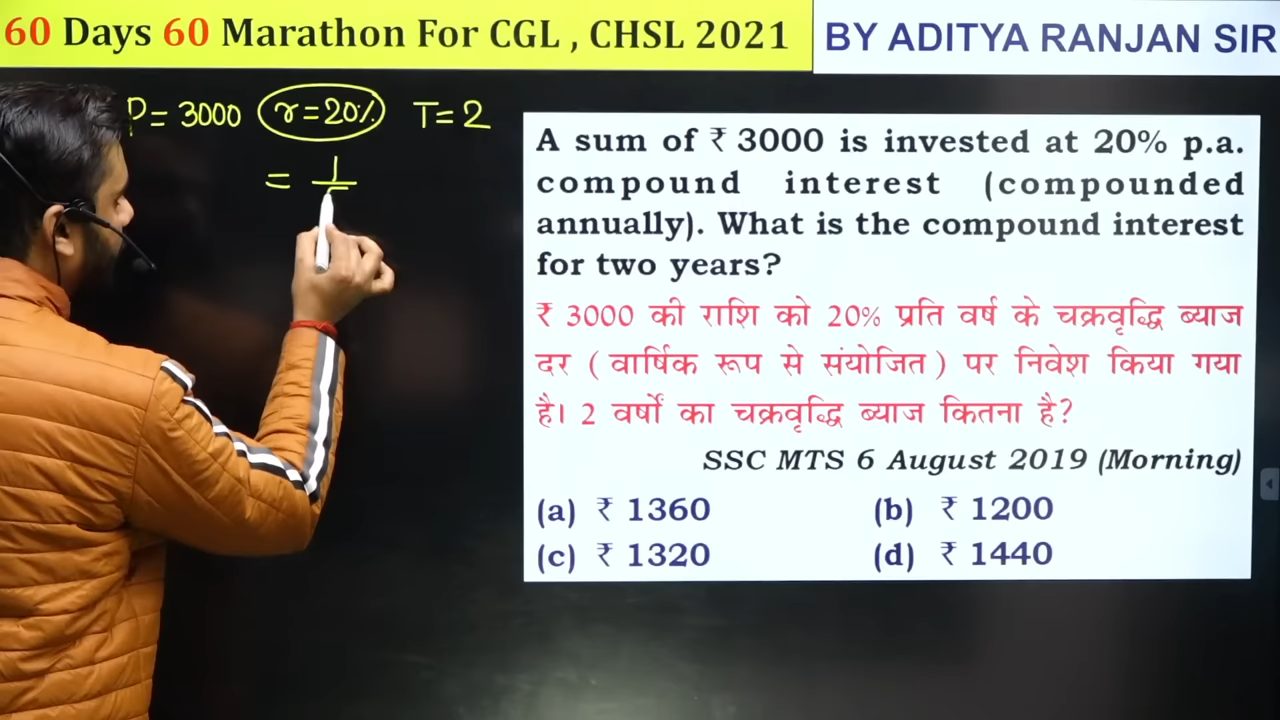 60 Days 60 Marathon For CGL , CHSL 2021
BY ADITYA RANJAN SIR
P = 3000 r = 20% T = 2
= 1
A sum of ₹ 3000 is invested at 20% p.a.
compound interest (compounded
annually). What is the compound interest
for two years?
₹ 3000 की राशि को 20% प्रति वर्ष के चक्रवृद्धि ब्याज
दर ( वार्षिक रूप से संयोजित ) पर निवेश किया गया
है। 2 वर्षों का चक्रवृद्धि ब्याज कितना है?
SSC MTS 6 August 2019 (Morning)
(a) ₹ 1360 (b) ₹ 1200
(c) ₹ 1320 (d) ₹ 1440